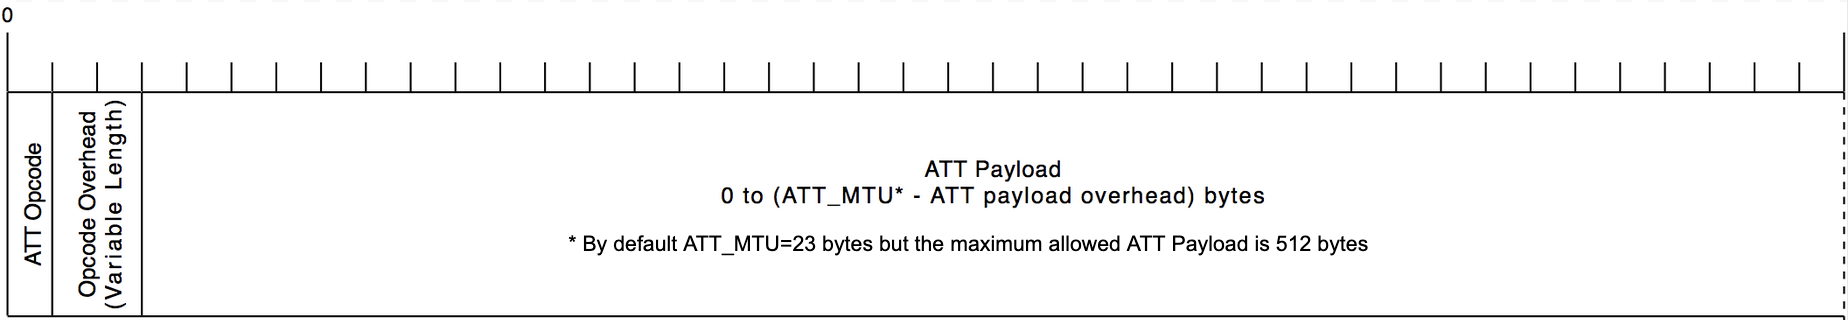 0
ATT Opcode
Opcode Overhead
(Variable Length)
ATT Payload
0 to (ATT_MTU* - ATT payload overhead) bytes
* By default ATT_MTU=23 bytes but the maximum allowed ATT Payload is 512 bytes